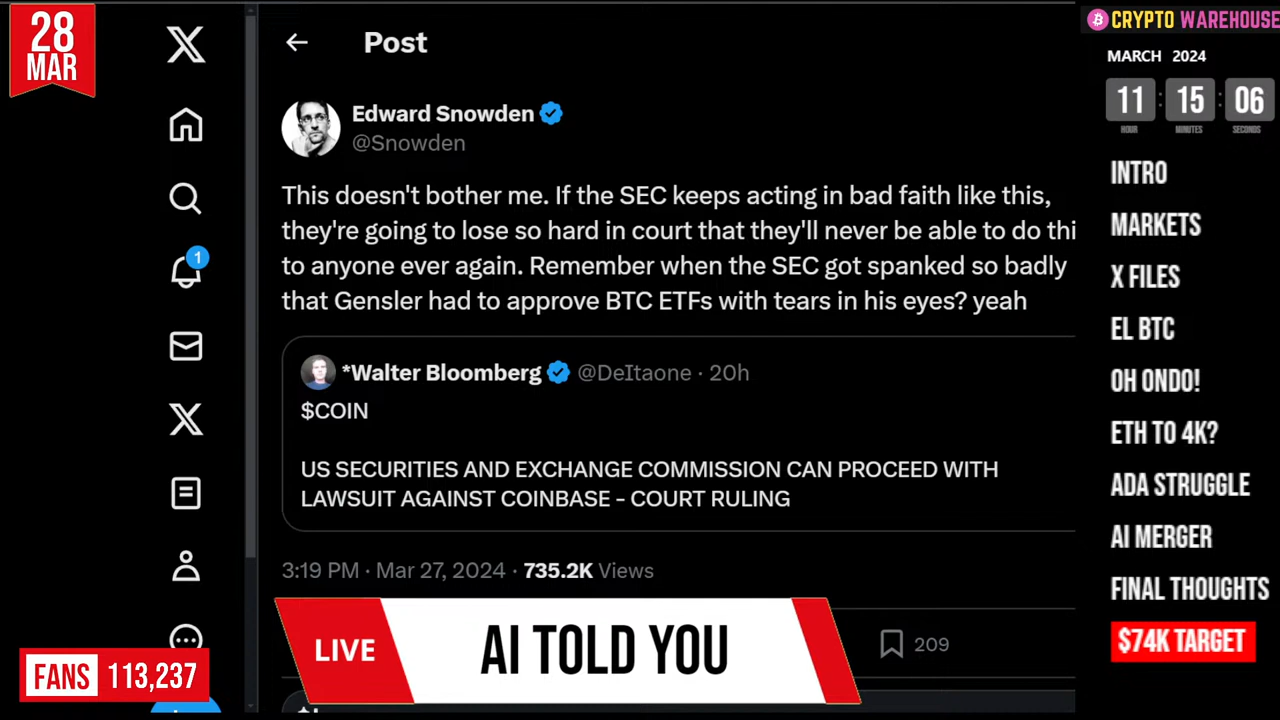 28
MAR
Post
Edward Snowden
@Snowden
This doesn't bother me. If the SEC keeps acting in bad faith like this,
they're going to lose so hard in court that they'll never be able to do thi
to anyone ever again. Remember when the SEC got spanked so badly
that Gensler had to approve BTC ETFs with tears in his eyes? yeah
*Walter Bloomberg @DeItaone · 20h
$COIN
US SECURITIES AND EXCHANGE COMMISSION CAN PROCEED WITH
LAWSUIT AGAINST COINBASE - COURT RULING
3:19 PM · Mar 27, 2024 · 735.2K Views
209
1
LIVE
AI TOLD YOU
FANS 113,237
CRYPTO WAREHOUSE
MARCH 2024
11 : 15 : 06
HOUR MINUTES SECONDS
INTRO
MARKETS
X FILES
EL BTC
OH ONDO!
ETH TO 4K?
ADA STRUGGLE
AI MERGER
FINAL THOUGHTS
$74K TARGET